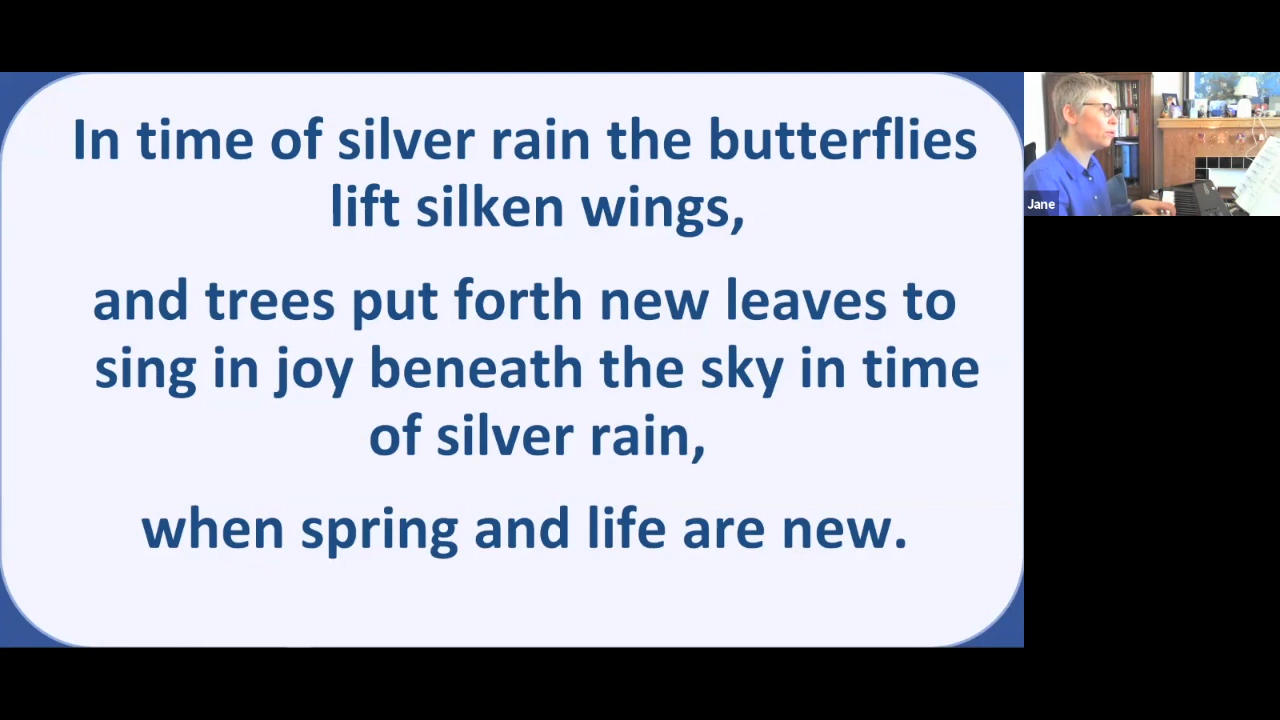 In time of silver rain the butterflies
lift silken wings,
and trees put forth new leaves to
sing in joy beneath the sky in time
of silver rain,
when spring and life are new.
Jane